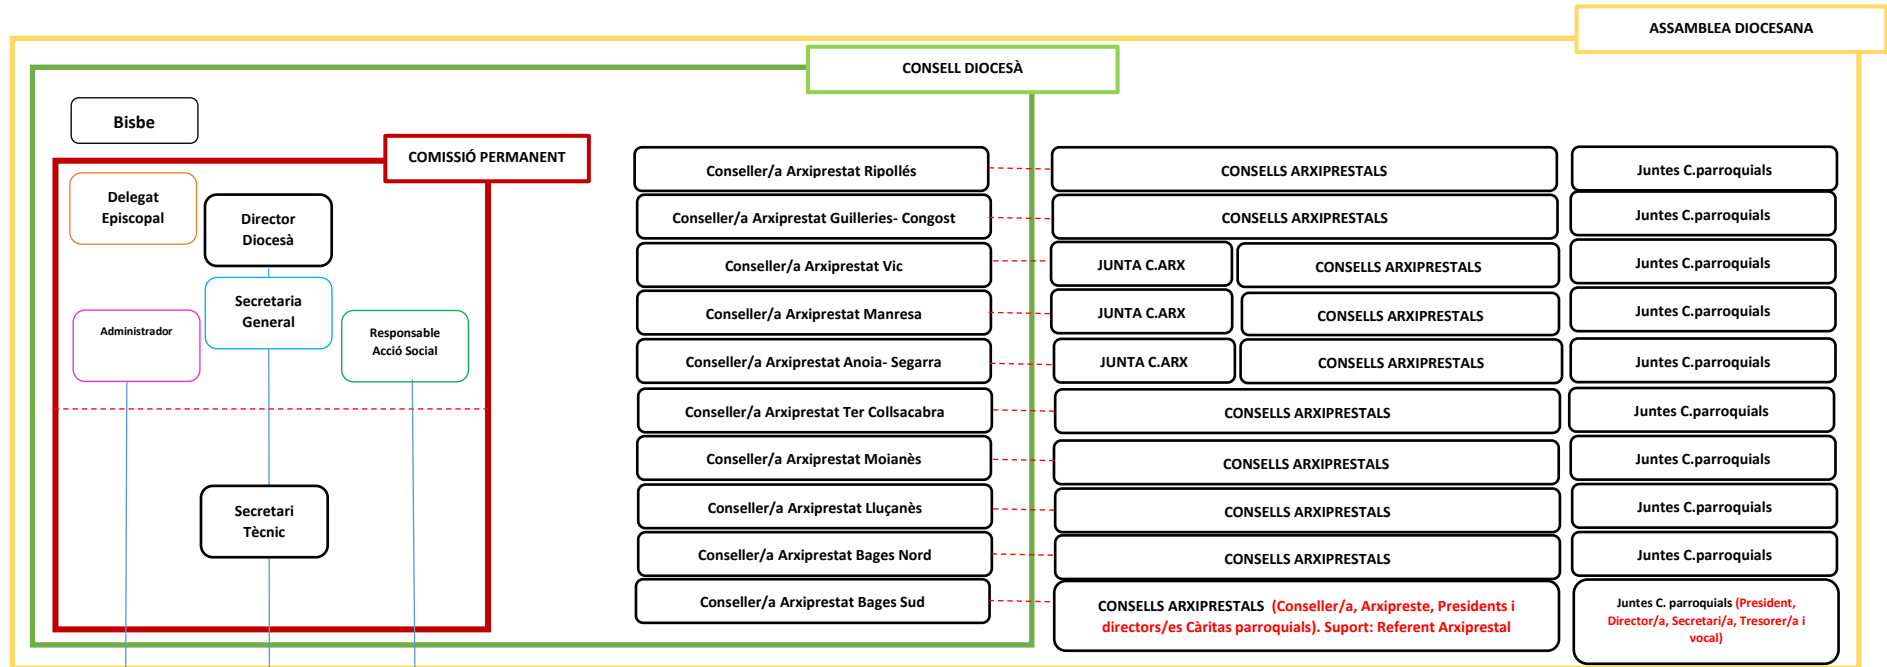 ASSAMBLEA DIOCESANA
CONSELL DIOCESÀ
Bisbe
COMISSIÓ PERMANENT
Delegat
Episcopal
Director
Diocesà
Secretaria
General
Administrador
Responsable
Acció Social
Secretari
Tècnic
Conseller/a Arxiprestat Ripollés
CONSELLS ARXIPRESTALS
Juntes C.parroquials
Conseller/a Arxiprestat Guilleries- Congost
CONSELLS ARXIPRESTALS
Juntes C.parroquials
Conseller/a Arxiprestat Vic
JUNTA C.ARX
CONSELLS ARXIPRESTALS
Juntes C.parroquials
Conseller/a Arxiprestat Manresa
JUNTA C.ARX
CONSELLS ARXIPRESTALS
Juntes C.parroquials
Conseller/a Arxiprestat Anoia- Segarra
JUNTA C.ARX
CONSELLS ARXIPRESTALS
Juntes C.parroquials
Conseller/a Arxiprestat Ter Collsacabra
CONSELLS ARXIPRESTALS
Juntes C.parroquials
Conseller/a Arxiprestat Moianès
CONSELLS ARXIPRESTALS
Juntes C.parroquials
Conseller/a Arxiprestat Lluçanès
CONSELLS ARXIPRESTALS
Juntes C.parroquials
Conseller/a Arxiprestat Bages Nord
CONSELLS ARXIPRESTALS
Juntes C.parroquials
Conseller/a Arxiprestat Bages Sud
CONSELLS ARXIPRESTALS (Conseller/a, Arxipreste, Presidents i
directors/es Càritas parroquials). Suport: Referent Arxiprestal
Juntes C. parroquials (President,
Director/a, Secretari/a, Tresorer/a i
vocal)